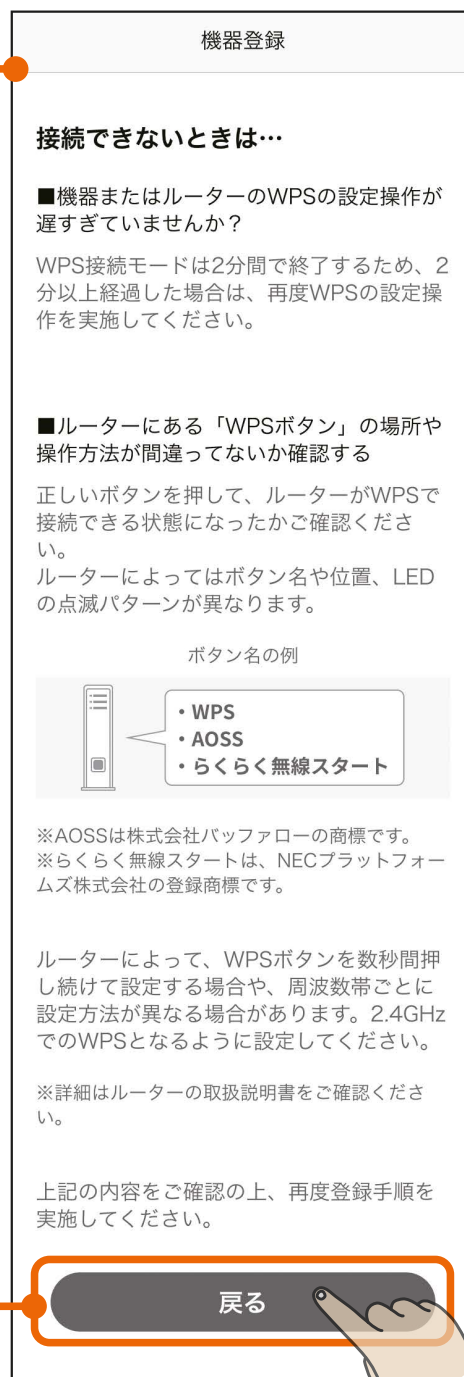 機器登録
接続できないときは…
■機器またはルーターのWPSの設定操作が
遅すぎていませんか？
WPS接続モードは2分間で終了するため、2
分以上経過した場合は、再度WPSの設定操
作を実施してください。
■ルーターにある「WPSボタン」の場所や
操作方法が間違ってないか確認する
正しいボタンを押して、ルーターがWPSで
接続できる状態になったかご確認くださ
い。
ルーターによってはボタン名や位置、LED
の点滅パターンが異なります。
ボタン名の例
・WPS
・AOSS
・らくらく無線スタート
※AOSSは株式会社バッファローの商標です。
※らくらく無線スタートは、NECプラットフォー
ムズ株式会社の登録商標です。
ルーターによって、WPSボタンを数秒間押
し続けて設定する場合や、周波数帯ごとに
設定方法が異なる場合があります。2.4GHz
でのWPSとなるように設定してください。
※詳細はルーターの取扱説明書をご確認くださ
い。
上記の内容をご確認の上、再度登録手順を
実施してください。
戻る